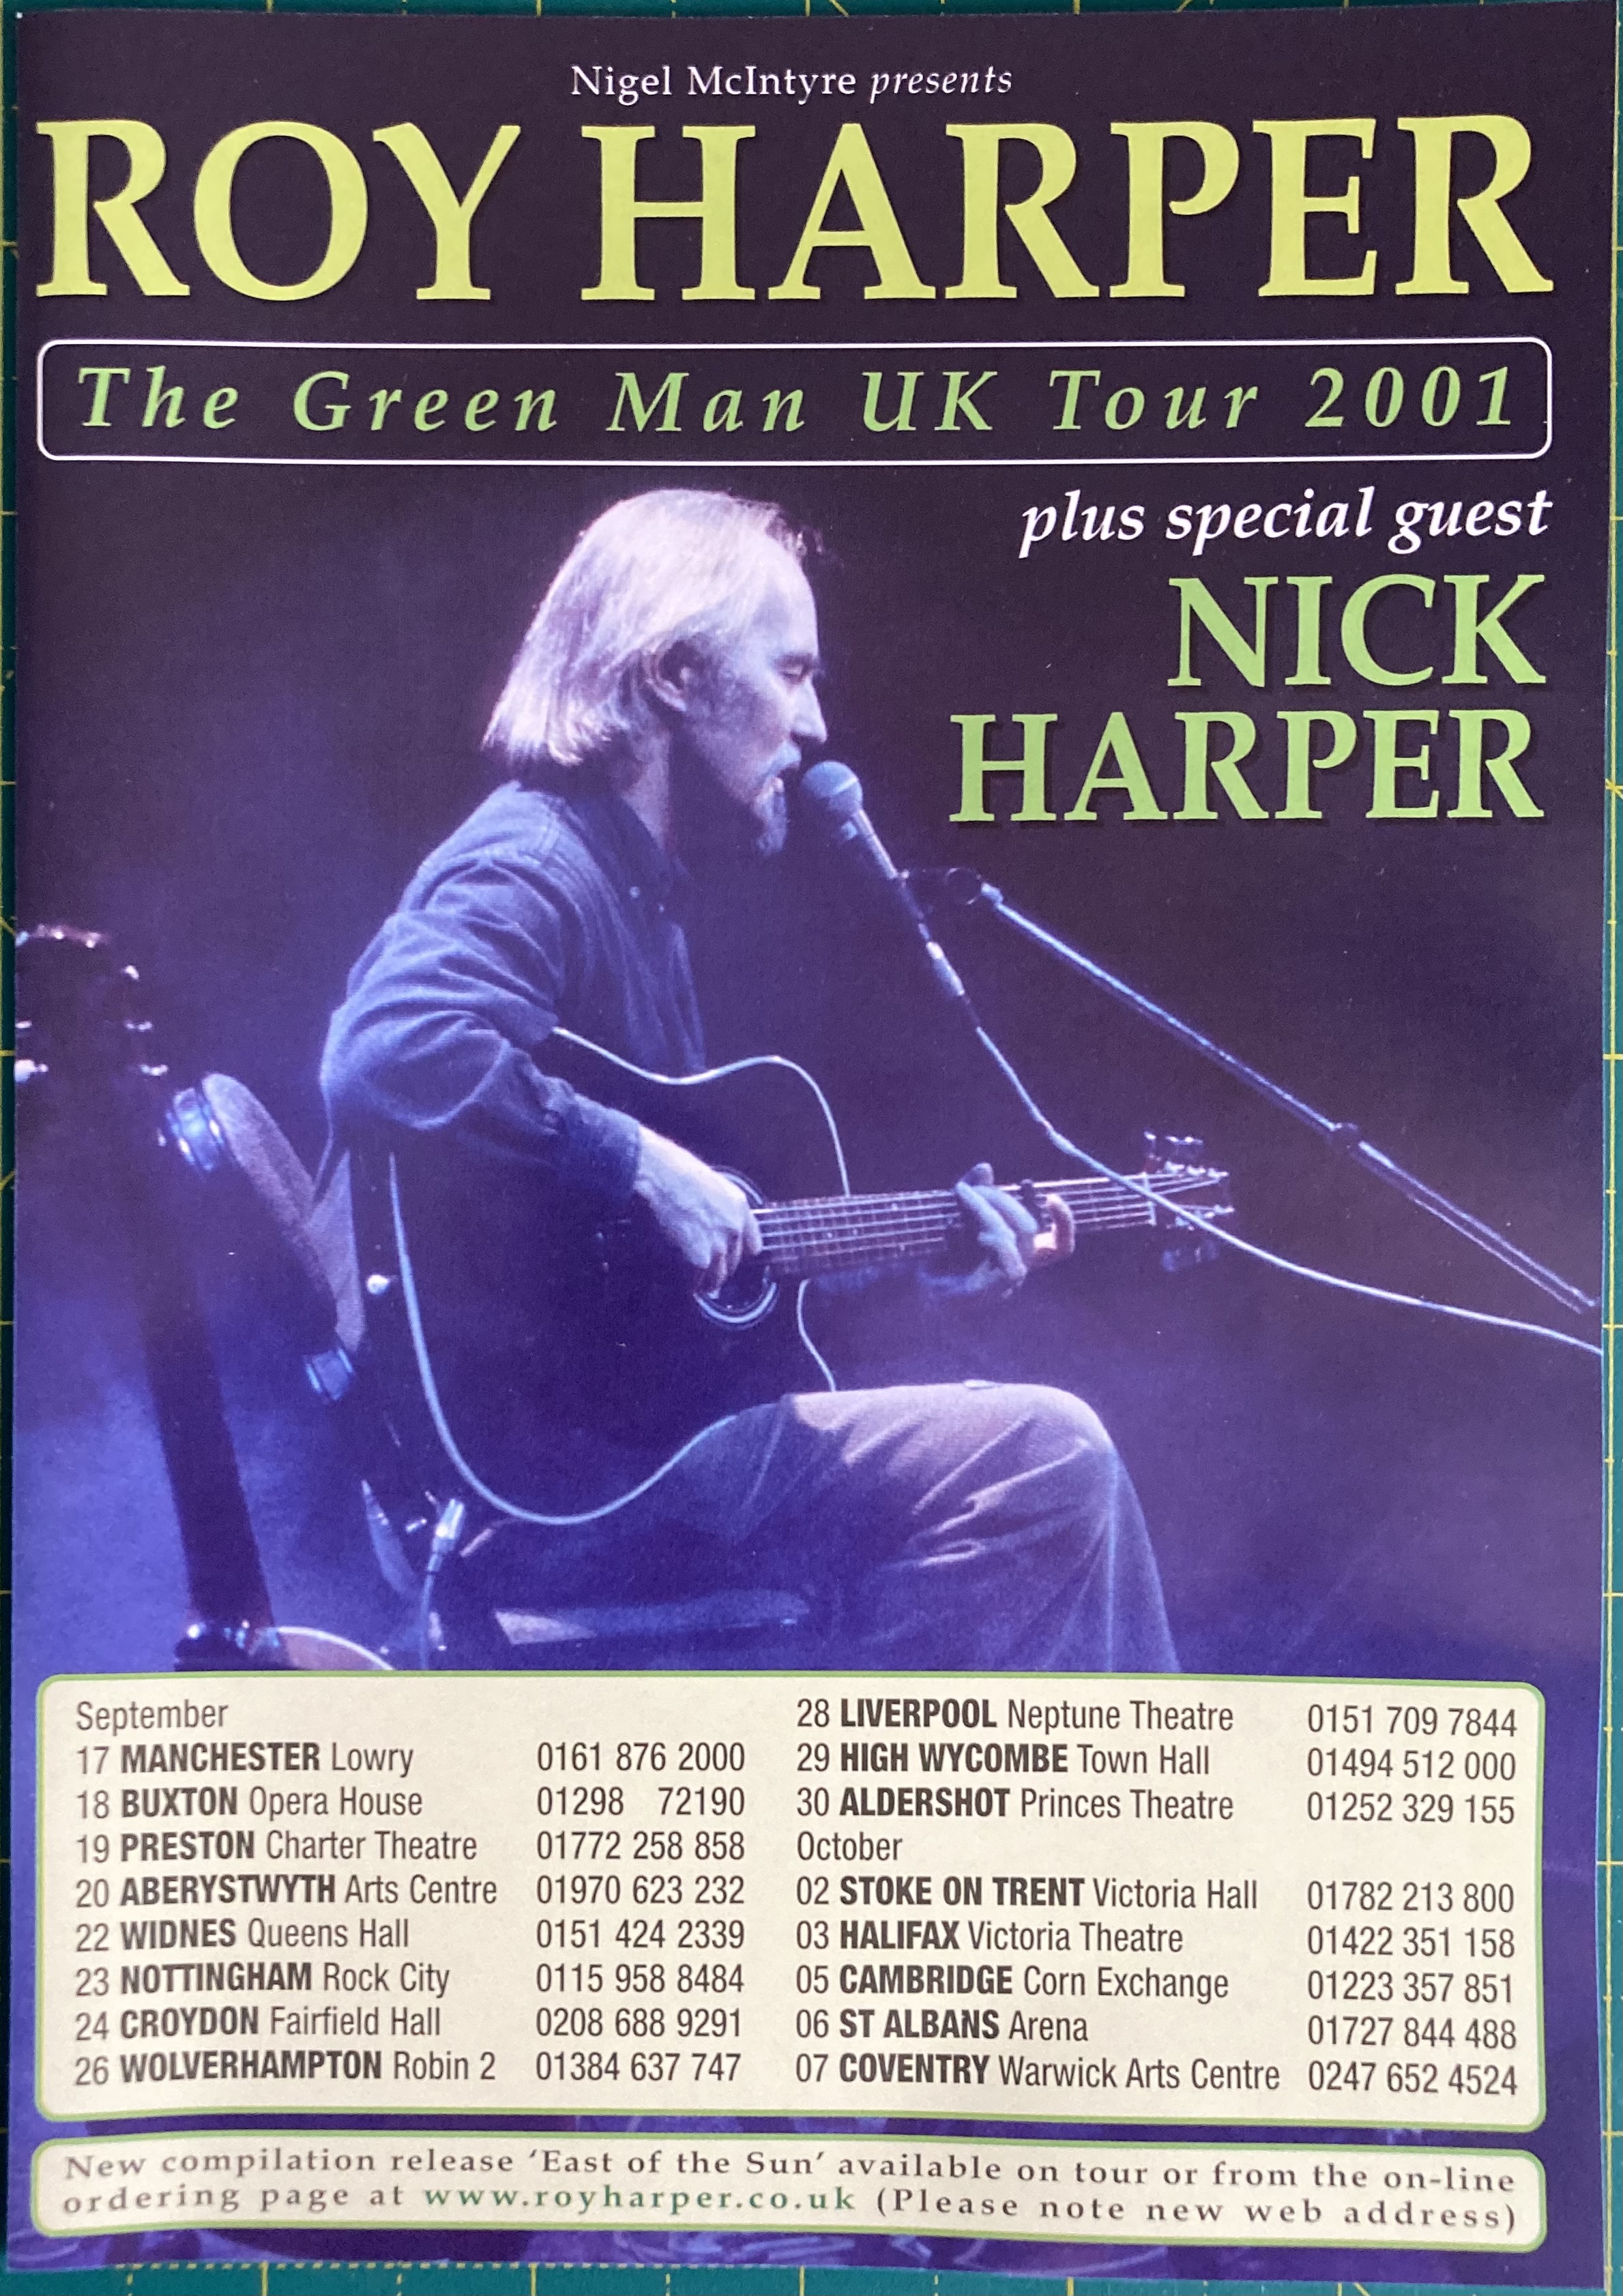 Nigel McIntyre presents
ROY HARPER
The Green Man UK Tour 2001
plus special guest
NICK
HARPER
September
17 MANCHESTER Lowry 0161 876 2000
18 BUXTON Opera House 01298 72190
19 PRESTON Charter Theatre 01772 258 858
20 ABERYSTWYTH Arts Centre 01970 623 232
22 WIDNES Queens Hall 0151 424 2339
23 NOTTINGHAM Rock City 0115 958 8484
24 CROYDON Fairfield Hall 0208 688 9291
26 WOLVERHAMPTON Robin 2 01384 637 747
28 LIVERPOOL Neptune Theatre 0151 709 7844
29 HIGH WYCOMBE Town Hall 01494 512 000
30 ALDERSHOT Princes Theatre 01252 329 155
October
02 STOKE ON TRENT Victoria Hall 01782 213 800
03 HALIFAX Victoria Theatre 01422 351 158
05 CAMBRIDGE Corn Exchange 01223 357 851
06 ST ALBANS Arena 01727 844 488
07 COVENTRY Warwick Arts Centre 0247 652 4524
New compilation release ‘East of the Sun’ available on tour or from the on-line
ordering page at www.royharper.co.uk (Please note new web address)